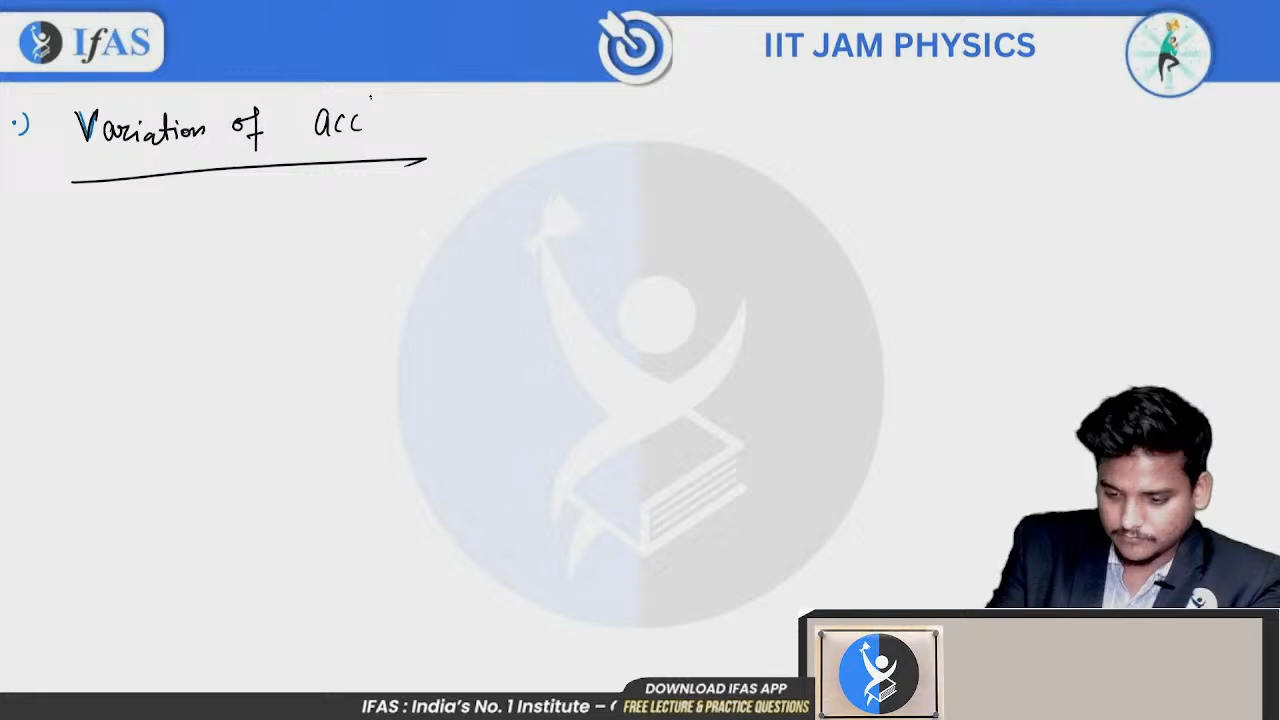 IfAS
IIT JAM PHYSICS
•) Variation of acc
DOWNLOAD IFAS APP
IFAS : India's No. 1 Institute –
FREE LECTURE & PRACTICE QUESTIONS